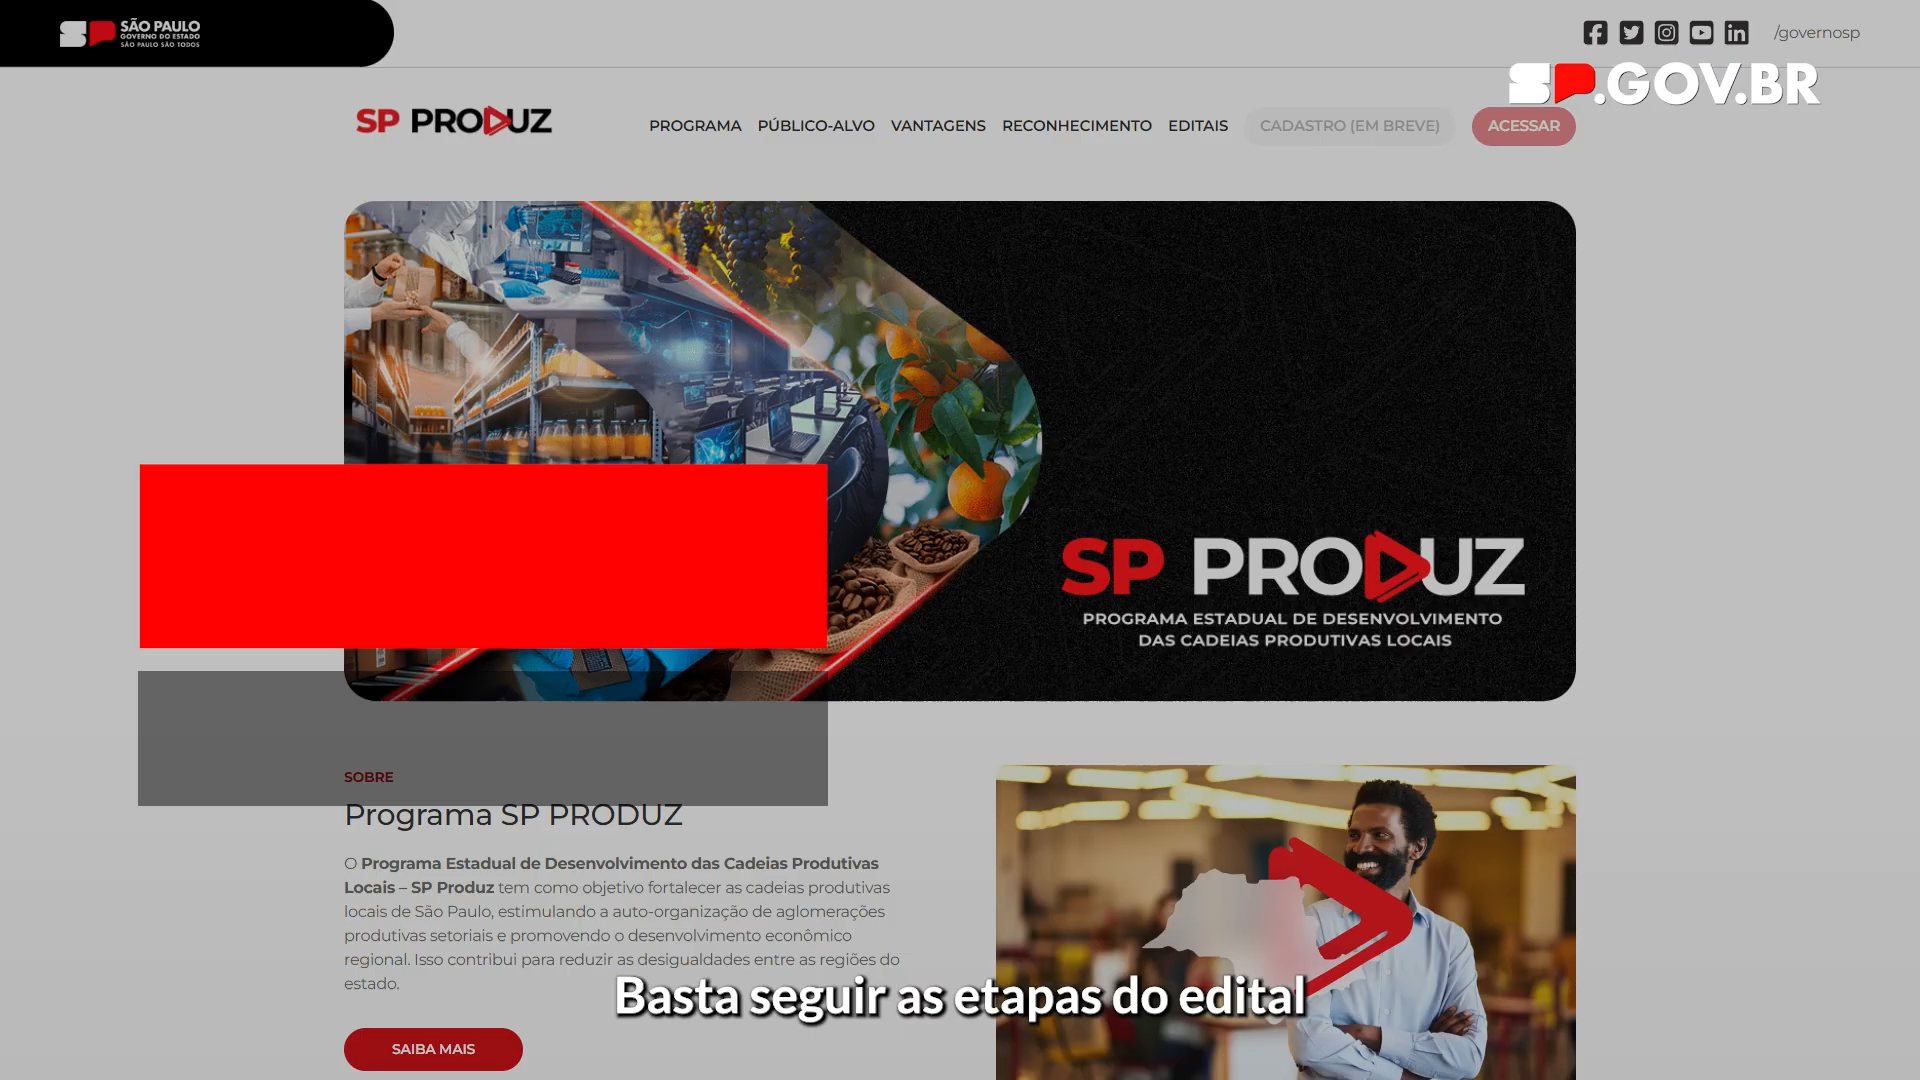 SÃO PAULO
GOVERNO DO ESTADO
SÃO PAULO SÃO TODOS
/governosp
SP.GOV.BR
SP PRODUZ
PROGRAMA
PÚBLICO-ALVO
VANTAGENS
RECONHECIMENTO
EDITAIS
CADASTRO (EM BREVE)
ACESSAR
SP PRODUZ
PROGRAMA ESTADUAL DE DESENVOLVIMENTO
DAS CADEIAS PRODUTIVAS LOCAIS
SOBRE
Programa SP PRODUZ
O Programa Estadual de Desenvolvimento das Cadeias Produtivas
Locais – SP Produz tem como objetivo fortalecer as cadeias produtivas
locais de São Paulo, estimulando a auto-organização de aglomerações
produtivas setoriais e promovendo o desenvolvimento econômico
regional. Isso contribui para reduzir as desigualdades entre as regiões do
estado.
Basta seguir as etapas do edital
SAIBA MAIS